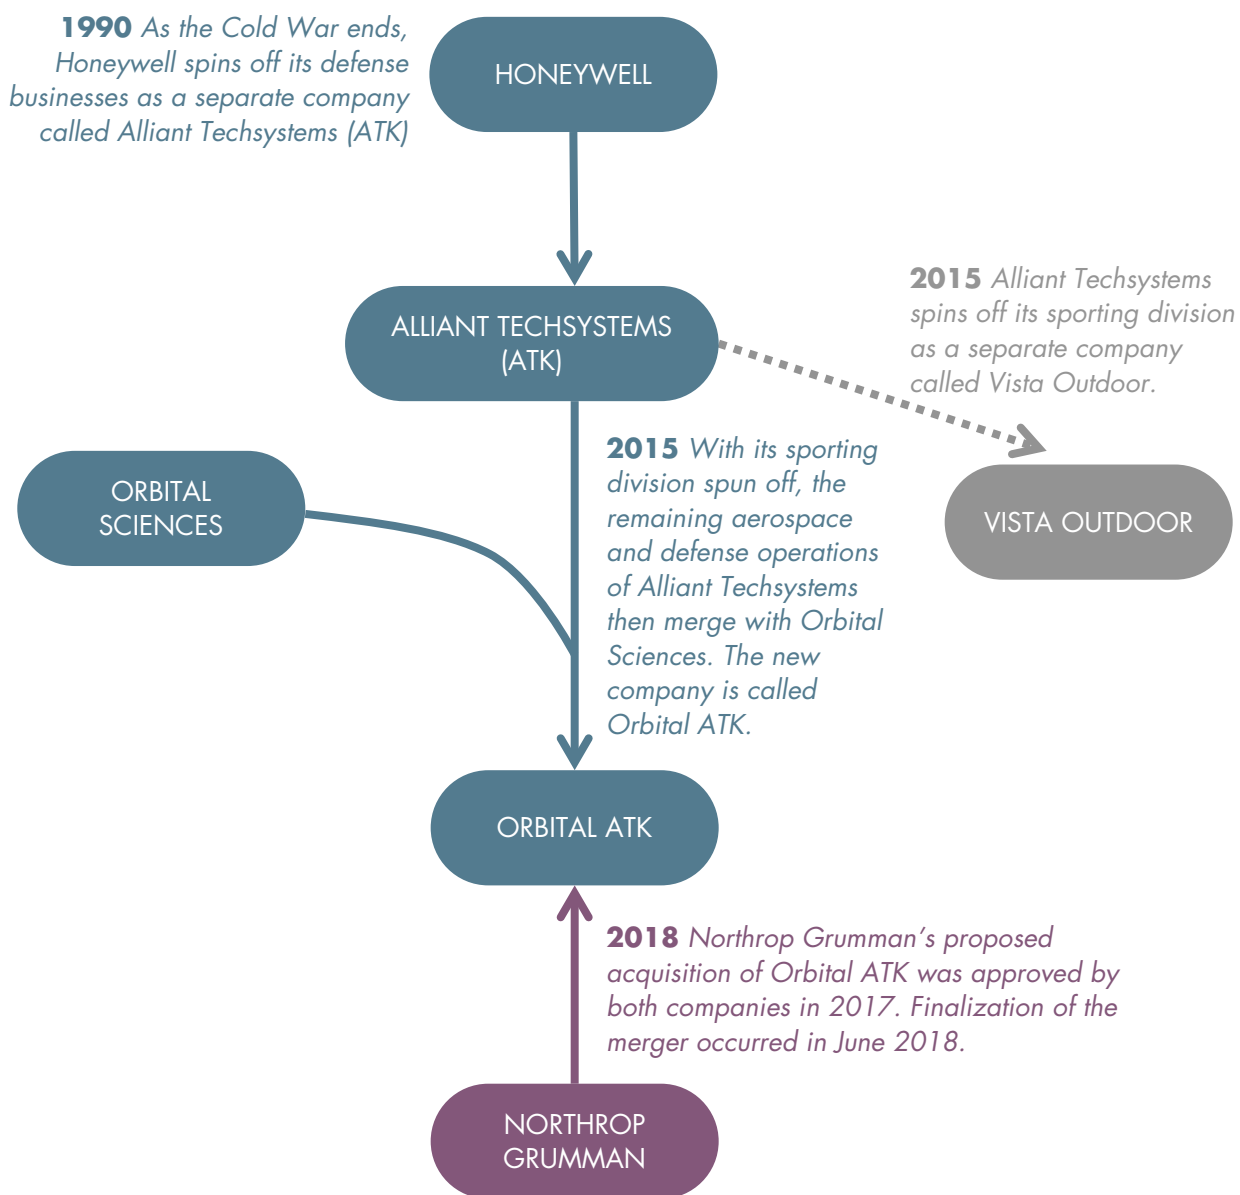 1990 As the Cold War ends,
Honeywell spins off its defense
businesses as a separate company
called Alliant Techsystems (ATK)
HONEYWELL
ALLIANT TECHSYSTEMS
(ATK)
2015 Alliant Techsystems
spins off its sporting division
as a separate company
called Vista Outdoor.
ORBITAL
SCIENCES
2015 With its sporting
division spun off, the
remaining aerospace
and defense operations
of Alliant Techsystems
then merge with Orbital
Sciences. The new
company is called
Orbital ATK.
VISTA OUTDOOR
ORBITAL ATK
2018 Northrop Grumman’s proposed
acquisition of Orbital ATK was approved by
both companies in 2017. Finalization of the
merger occurred in June 2018.
NORTHROP
GRUMMAN